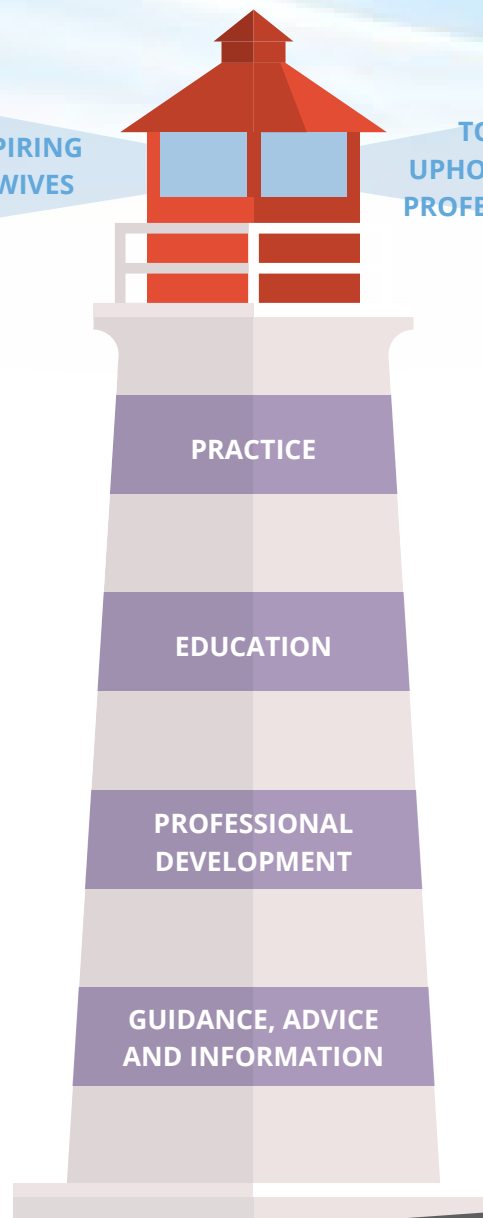 PIRING
WIVES
TO
UPHO
PROFE
PRACTICE
EDUCATION
PROFESSIONAL
DEVELOPMENT
GUIDANCE, ADVICE
AND INFORMATION